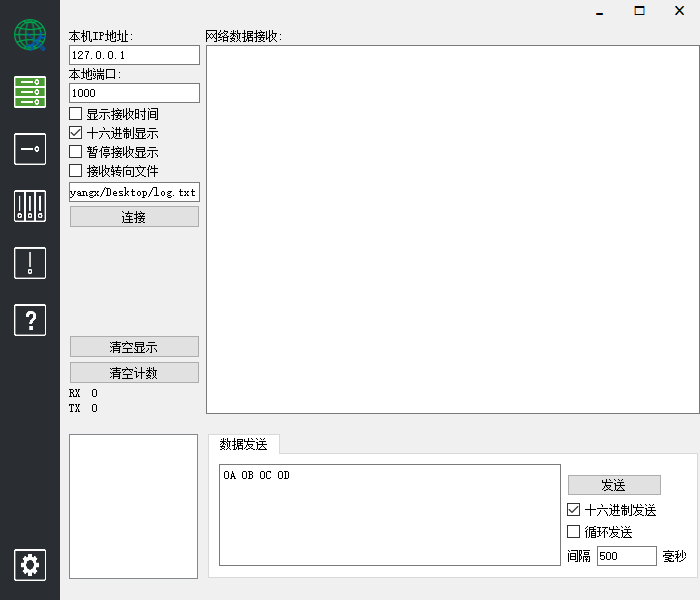 本机IP地址:
127.0.0.1
本地端口:
1000
显示接收时间
十六进制显示
暂停接收显示
接收转向文件
yangx/Desktop/log.txt
连接
清空显示
清空计数
RX 0
TX 0
网络数据接收:
数据发送
0A 0B 0C 0D
发送
十六进制发送
循环发送
间隔 500 毫秒
?